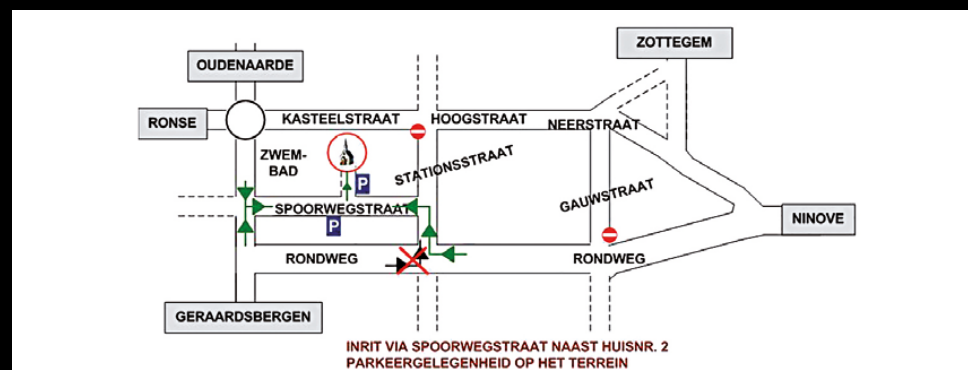 ZOTTEGEM
OUDENAARDE
RONSE
KASTEELSTRAAT
HOOGSTRAAT
NEERSTRAAT
ZWEM-
BAD
STATIONSSTRAAT
P
GAUWSTRAAT
SPOORWEGSTRAAT
P
NINOVE
RONDWEG
RONDWEG
GERAARDSBERGEN
INRIT VIA SPOORWEGSTRAAT NAAST HUISNR. 2
PARKEERGELEGENHEID OP HET TERREIN